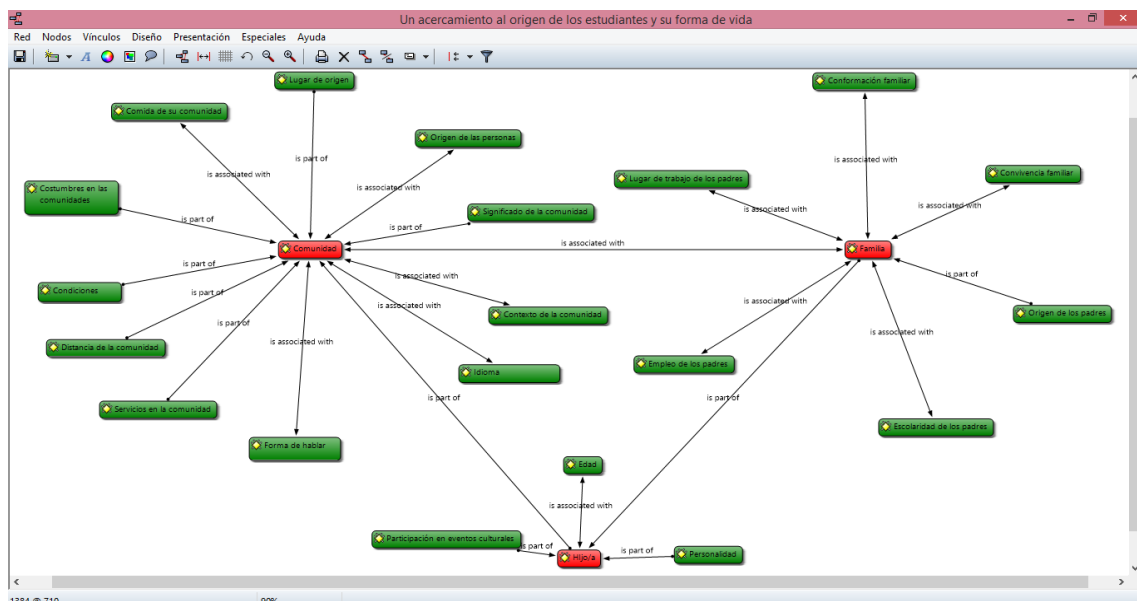 Un acercamiento al origen de los estudiantes y su forma de vida
Red Nodos Vínculos Diseño Presentación Especiales Ayuda
Lugar de origen
Conformación familiar
Comida de su comunidad
Origen de las personas
is part of
is associated with
is associated with
is associated with
Lugar de trabajo de los padres
Convivencia familiar
Costumbres en las
comunidades
is associated with
is associated with
is part of
Significado de la comunidad
is part of
Comunidad
is associated with
Familia
is part of
is associated with
is part of
Condiciones
is part of
is associated with
is associated with
Contexto de la comunidad
Origen de los padres
is part of
is associated with
is associated with
Distancia de la comunidad
Idioma
Empleo de los padres
is part of
is part of
Servicios en la comunidad
Forma de hablar
Escolaridad de los padres
Edad
is associated with
Participación en eventos culturales
is part of
Hijo/a
is part of
Personalidad
1384 @ 710
90%